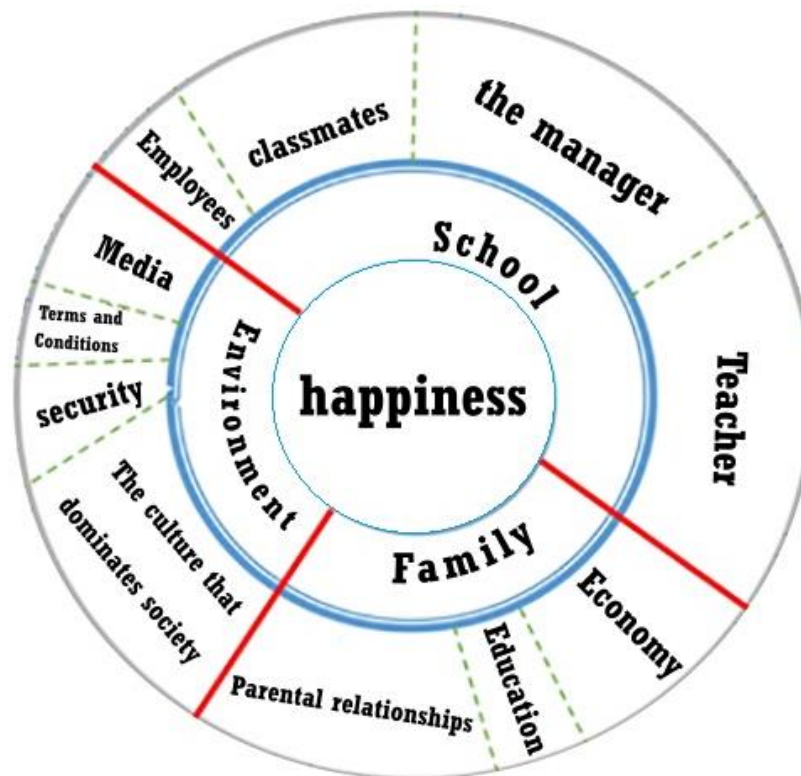 happiness
School
Family
Environment
the manager
Teacher
Economy
Education
Parental relationships
The culture that
dominates society
security
Terms and
Conditions
Media
Employees
classmates